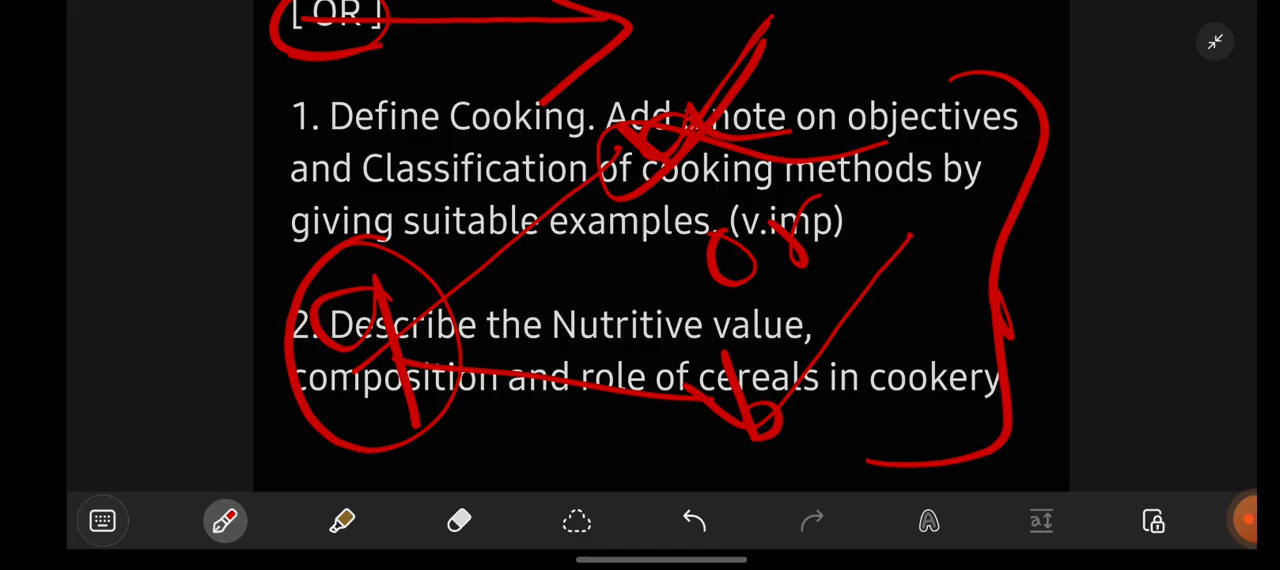 [ OR ]
1. Define Cooking. Add a note on objectives
and Classification of cooking methods by
giving suitable examples. (v.imp)
or
2. Describe the Nutritive value,
composition and role of cereals in cookery
b